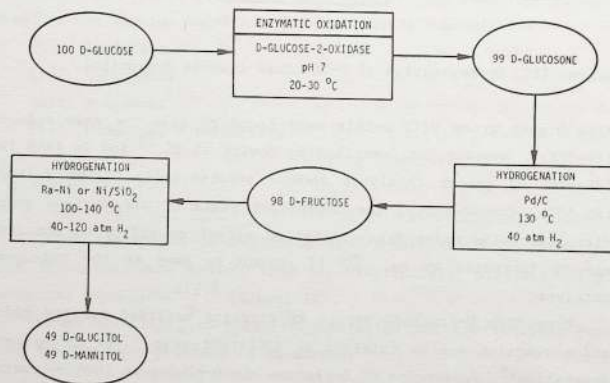 100 D-GLUCOSE
ENZYMATIC OXIDATION
D-GLUCOSE-2-OXIDASE
pH 7
20-30 °C
99 D-GLUCOSONE
HYDROGENATION
Pd/C
130 °C
40 atm H₂
98 D-FRUCTOSE
HYDROGENATION
Ra-Ni or Ni/SiO₂
100-140 °C
40-120 atm H₂
49 D-GLUCITOL
49 D-MANNITOL